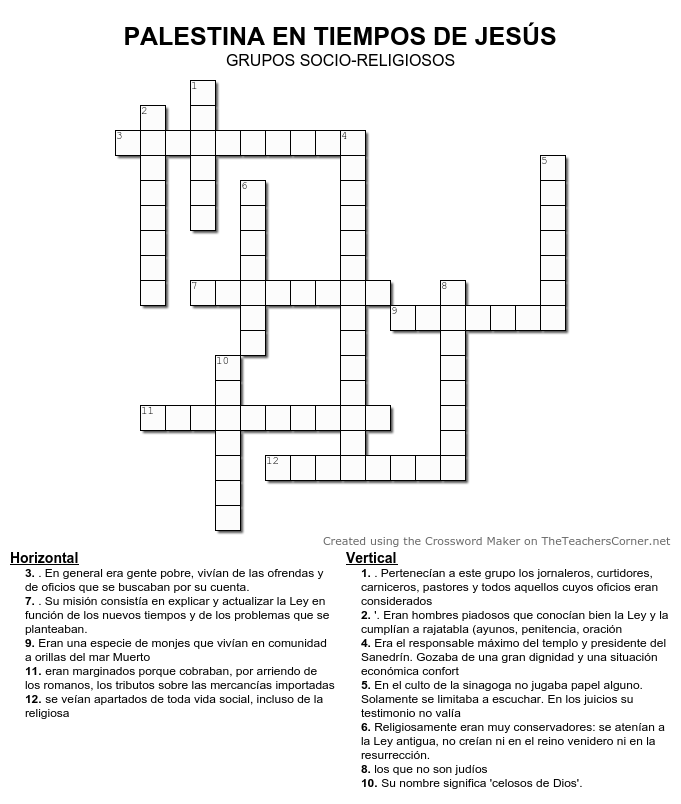 PALESTINA EN TIEMPOS DE JESÚS
GRUPOS SOCIO-RELIGIOSOS
1
2
3
4
5
6
7
8
9
10
11
12
Created using the Crossword Maker on TheTeachersCorner.net
Horizontal
3. . En general era gente pobre, vivían de las ofrendas y
de oficios que se buscaban por su cuenta.
7. . Su misión consistía en explicar y actualizar la Ley en
función de los nuevos tiempos y de los problemas que se
planteaban.
9. Eran una especie de monjes que vivían en comunidad
a orillas del mar Muerto
11. eran marginados porque cobraban, por arriendo de
los romanos, los tributos sobre las mercancías importadas
12. se veían apartados de toda vida social, incluso de la
religiosa
Vertical
1. . Pertenecían a este grupo los jornaleros, curtidores,
carniceros, pastores y todos aquellos cuyos oficios eran
considerados
2. '. Eran hombres piadosos que conocían bien la Ley y la
cumplían a rajatabla (ayunos, penitencia, oración
4. Era el responsable máximo del templo y presidente del
Sanedrín. Gozaba de una gran dignidad y una situación
económica confort
5. En el culto de la sinagoga no jugaba papel alguno.
Solamente se limitaba a escuchar. En los juicios su
testimonio no valía
6. Religiosamente eran muy conservadores: se atenían a
la Ley antigua, no creían ni en el reino venidero ni en la
resurrección.
8. los que no son judíos
10. Su nombre significa 'celosos de Dios'.